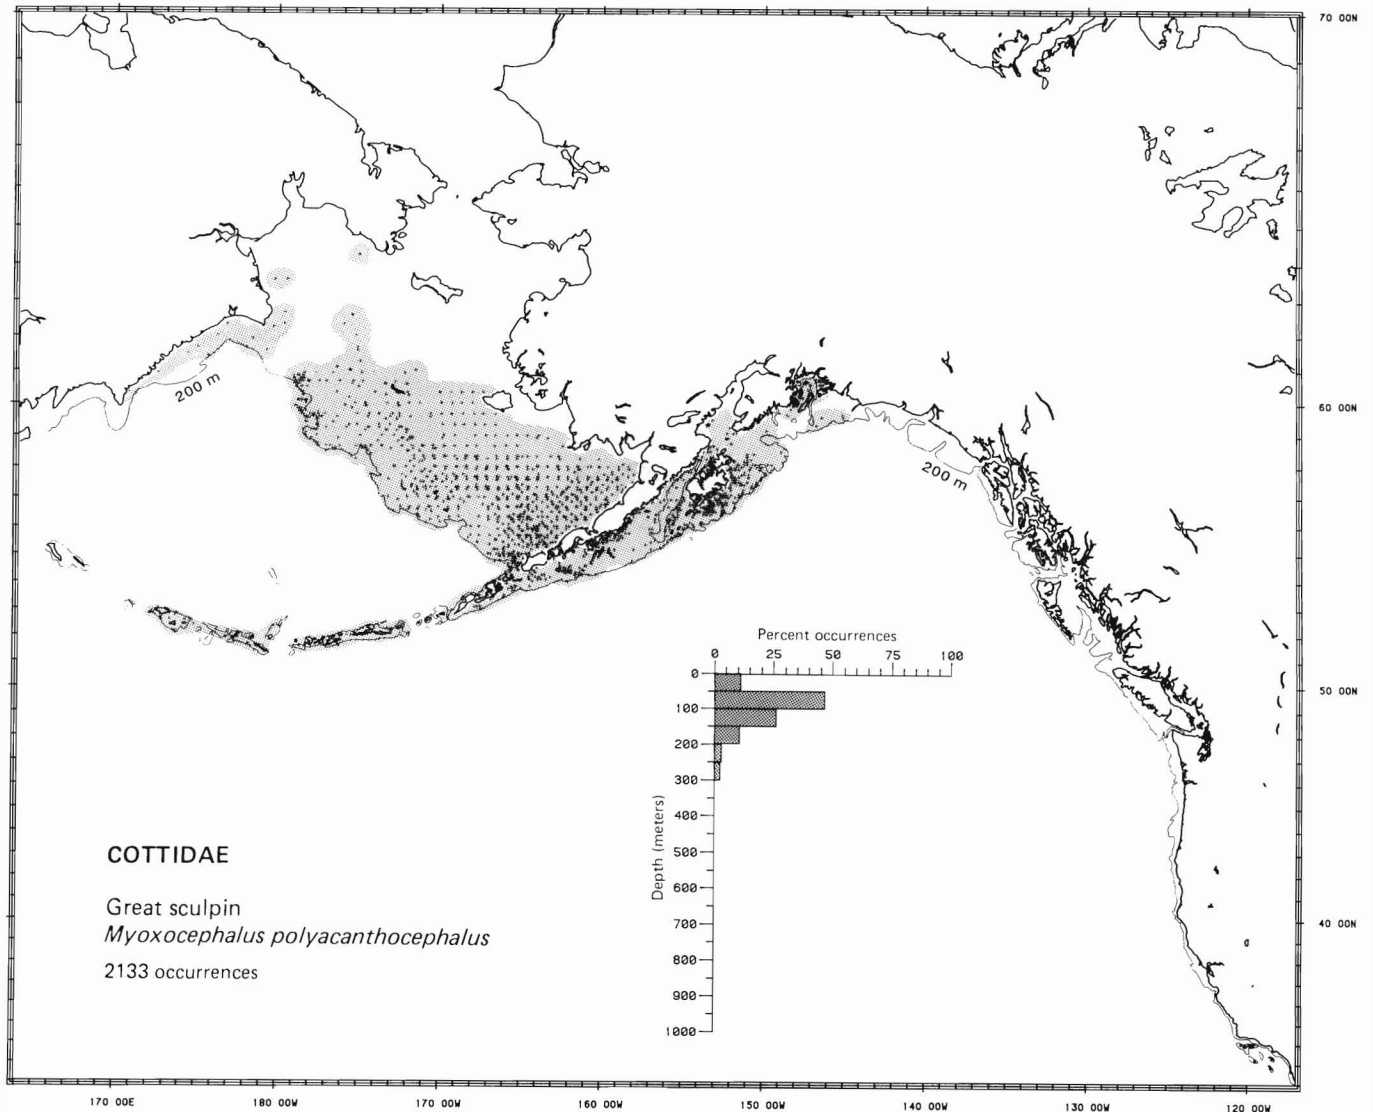 70 00N
200 m
60 00N
200 m
Percent occurrences
0 25 50 75 100
0
100
200
300
400
500
600
700
800
900
1000
Depth (meters)
50 00N
40 00N
COTTIDAE
Great sculpin
Myoxocephalus polyacanthocephalus
2133 occurrences
170 00E 180 00W 170 00W 160 00W 150 00W 140 00W 130 00W 120 00W